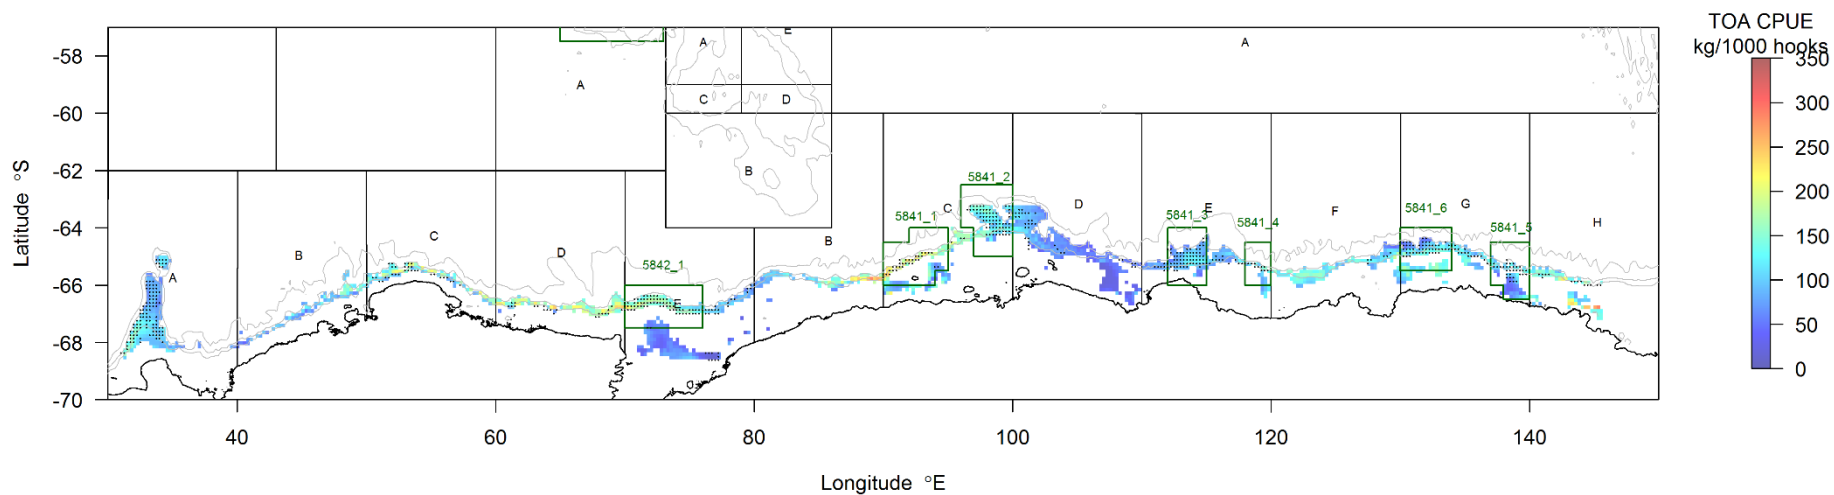 TOA CPUE
kg/1000 hooks
350
300
250
200
150
100
50
0
Latitude °S
-58
-60
-62
-64
-66
-68
-70
A
A
E
A
C
D
B
A
B
C
D
5842_1
E
B
5841_1
C
5841_2
D
5841_3
E
5841_4
F
5841_6
G
5841_5
H
40
60
80
100
120
140
Longitude °E